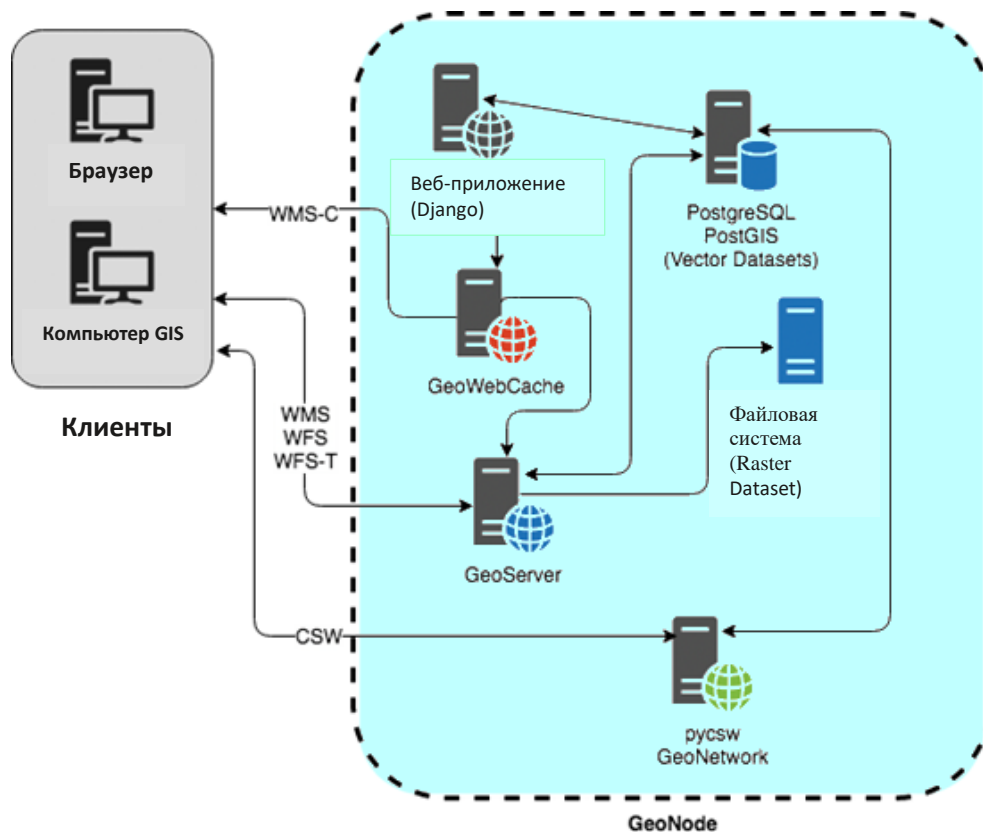 Браузер
Компьютер GIS
Клиенты
WMS-C
WMS
WFS
WFS-T
CSW
Веб-приложение
(Django)
PostgreSQL
PostGIS
(Vector Datasets)
GeoWebCache
Файловая
система
(Raster
Dataset)
GeoServer
pycsw
GeoNetwork
GeoNode